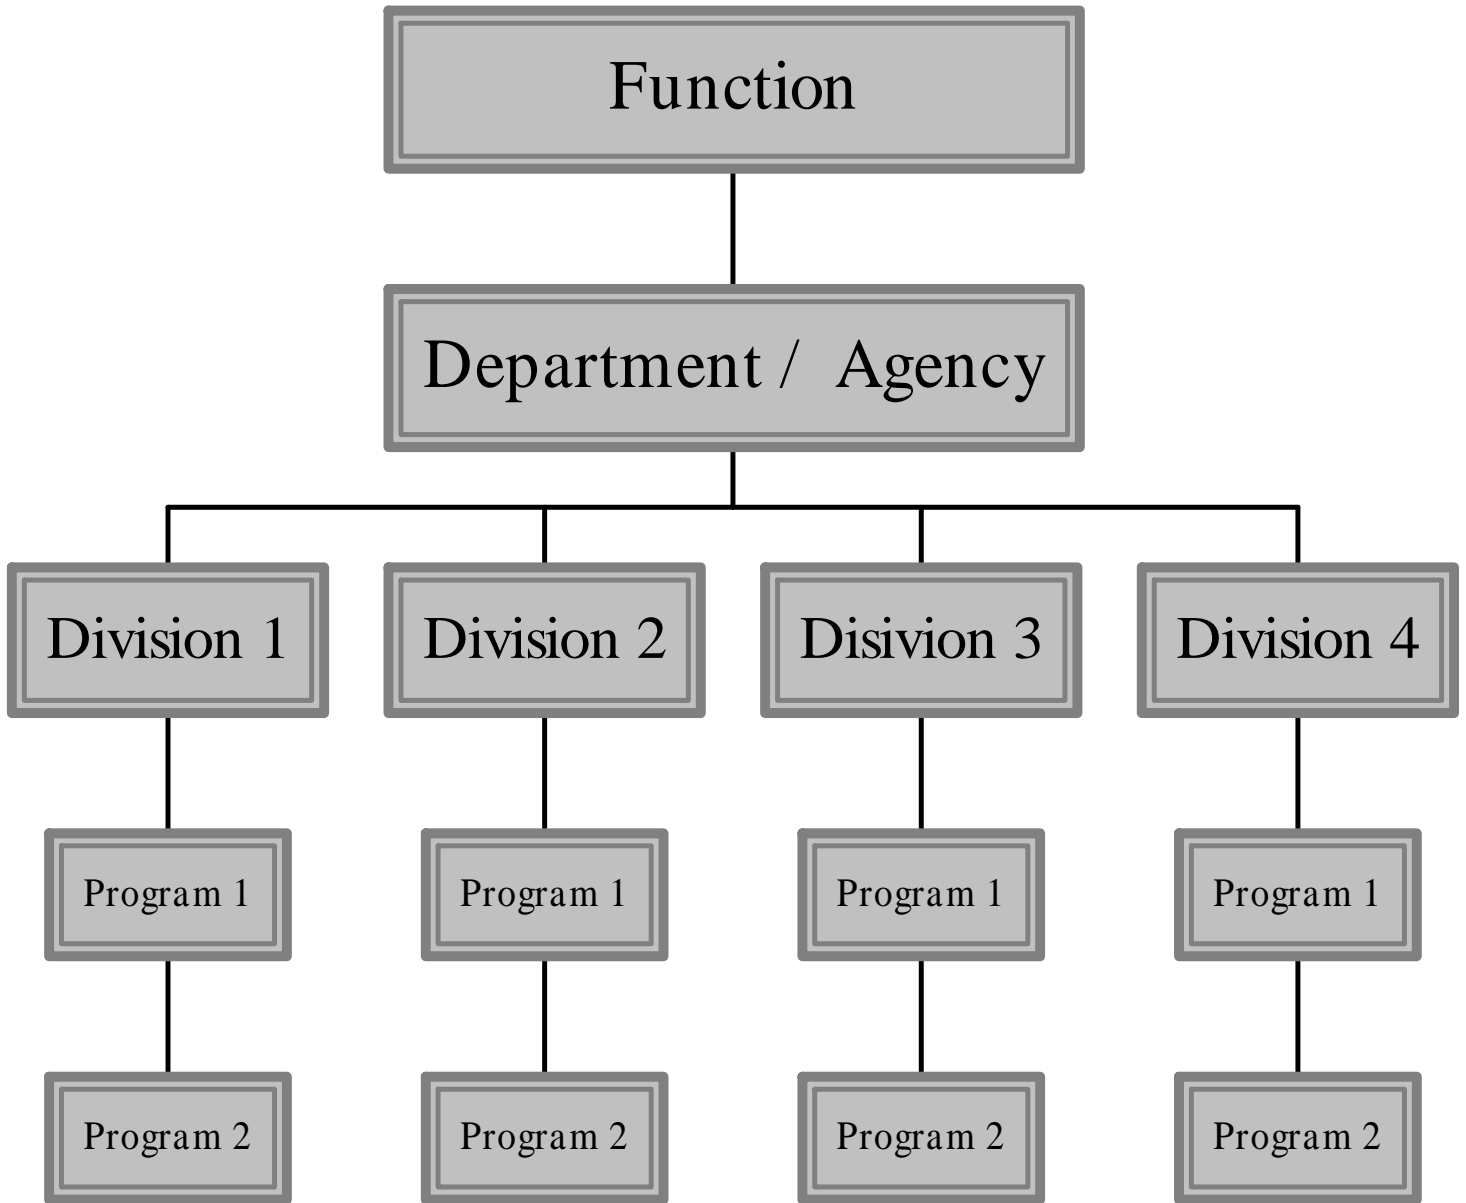 Function
Department / Agency
Division 1
Division 2
Disivion 3
Division 4
Program 1
Program 1
Program 1
Program 1
Program 2
Program 2
Program 2
Program 2